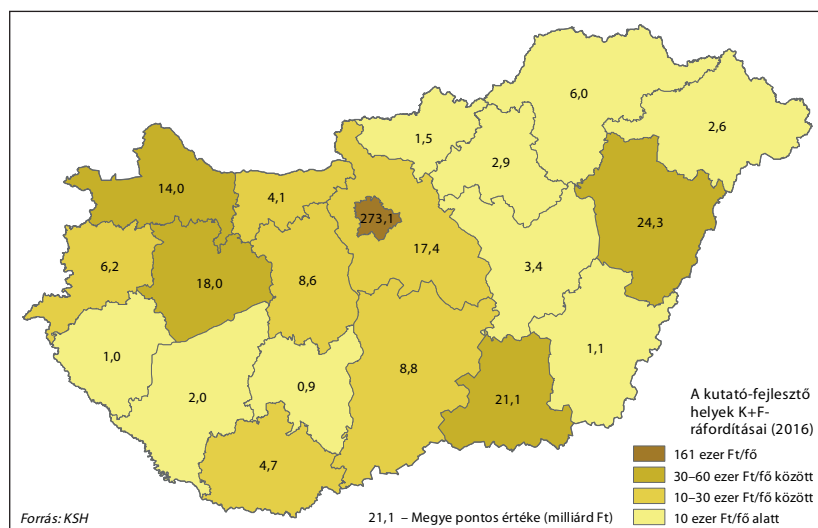 6,0
2,6
1,5
2,9
14,0
4,1
273,1
24,3
17,4
6,2
3,4
8,6
18,0
1,1
1,0
8,8
0,9
2,0
21,1
4,7
A kutató-fejlesztő
helyek K+F-
ráfordításai (2016)
161 ezer Ft/fő
30–60 ezer Ft/fő között
10–30 ezer Ft/fő között
10 ezer Ft/fő alatt
Forrás: KSH
21,1 – Megye pontos értéke (milliárd Ft)